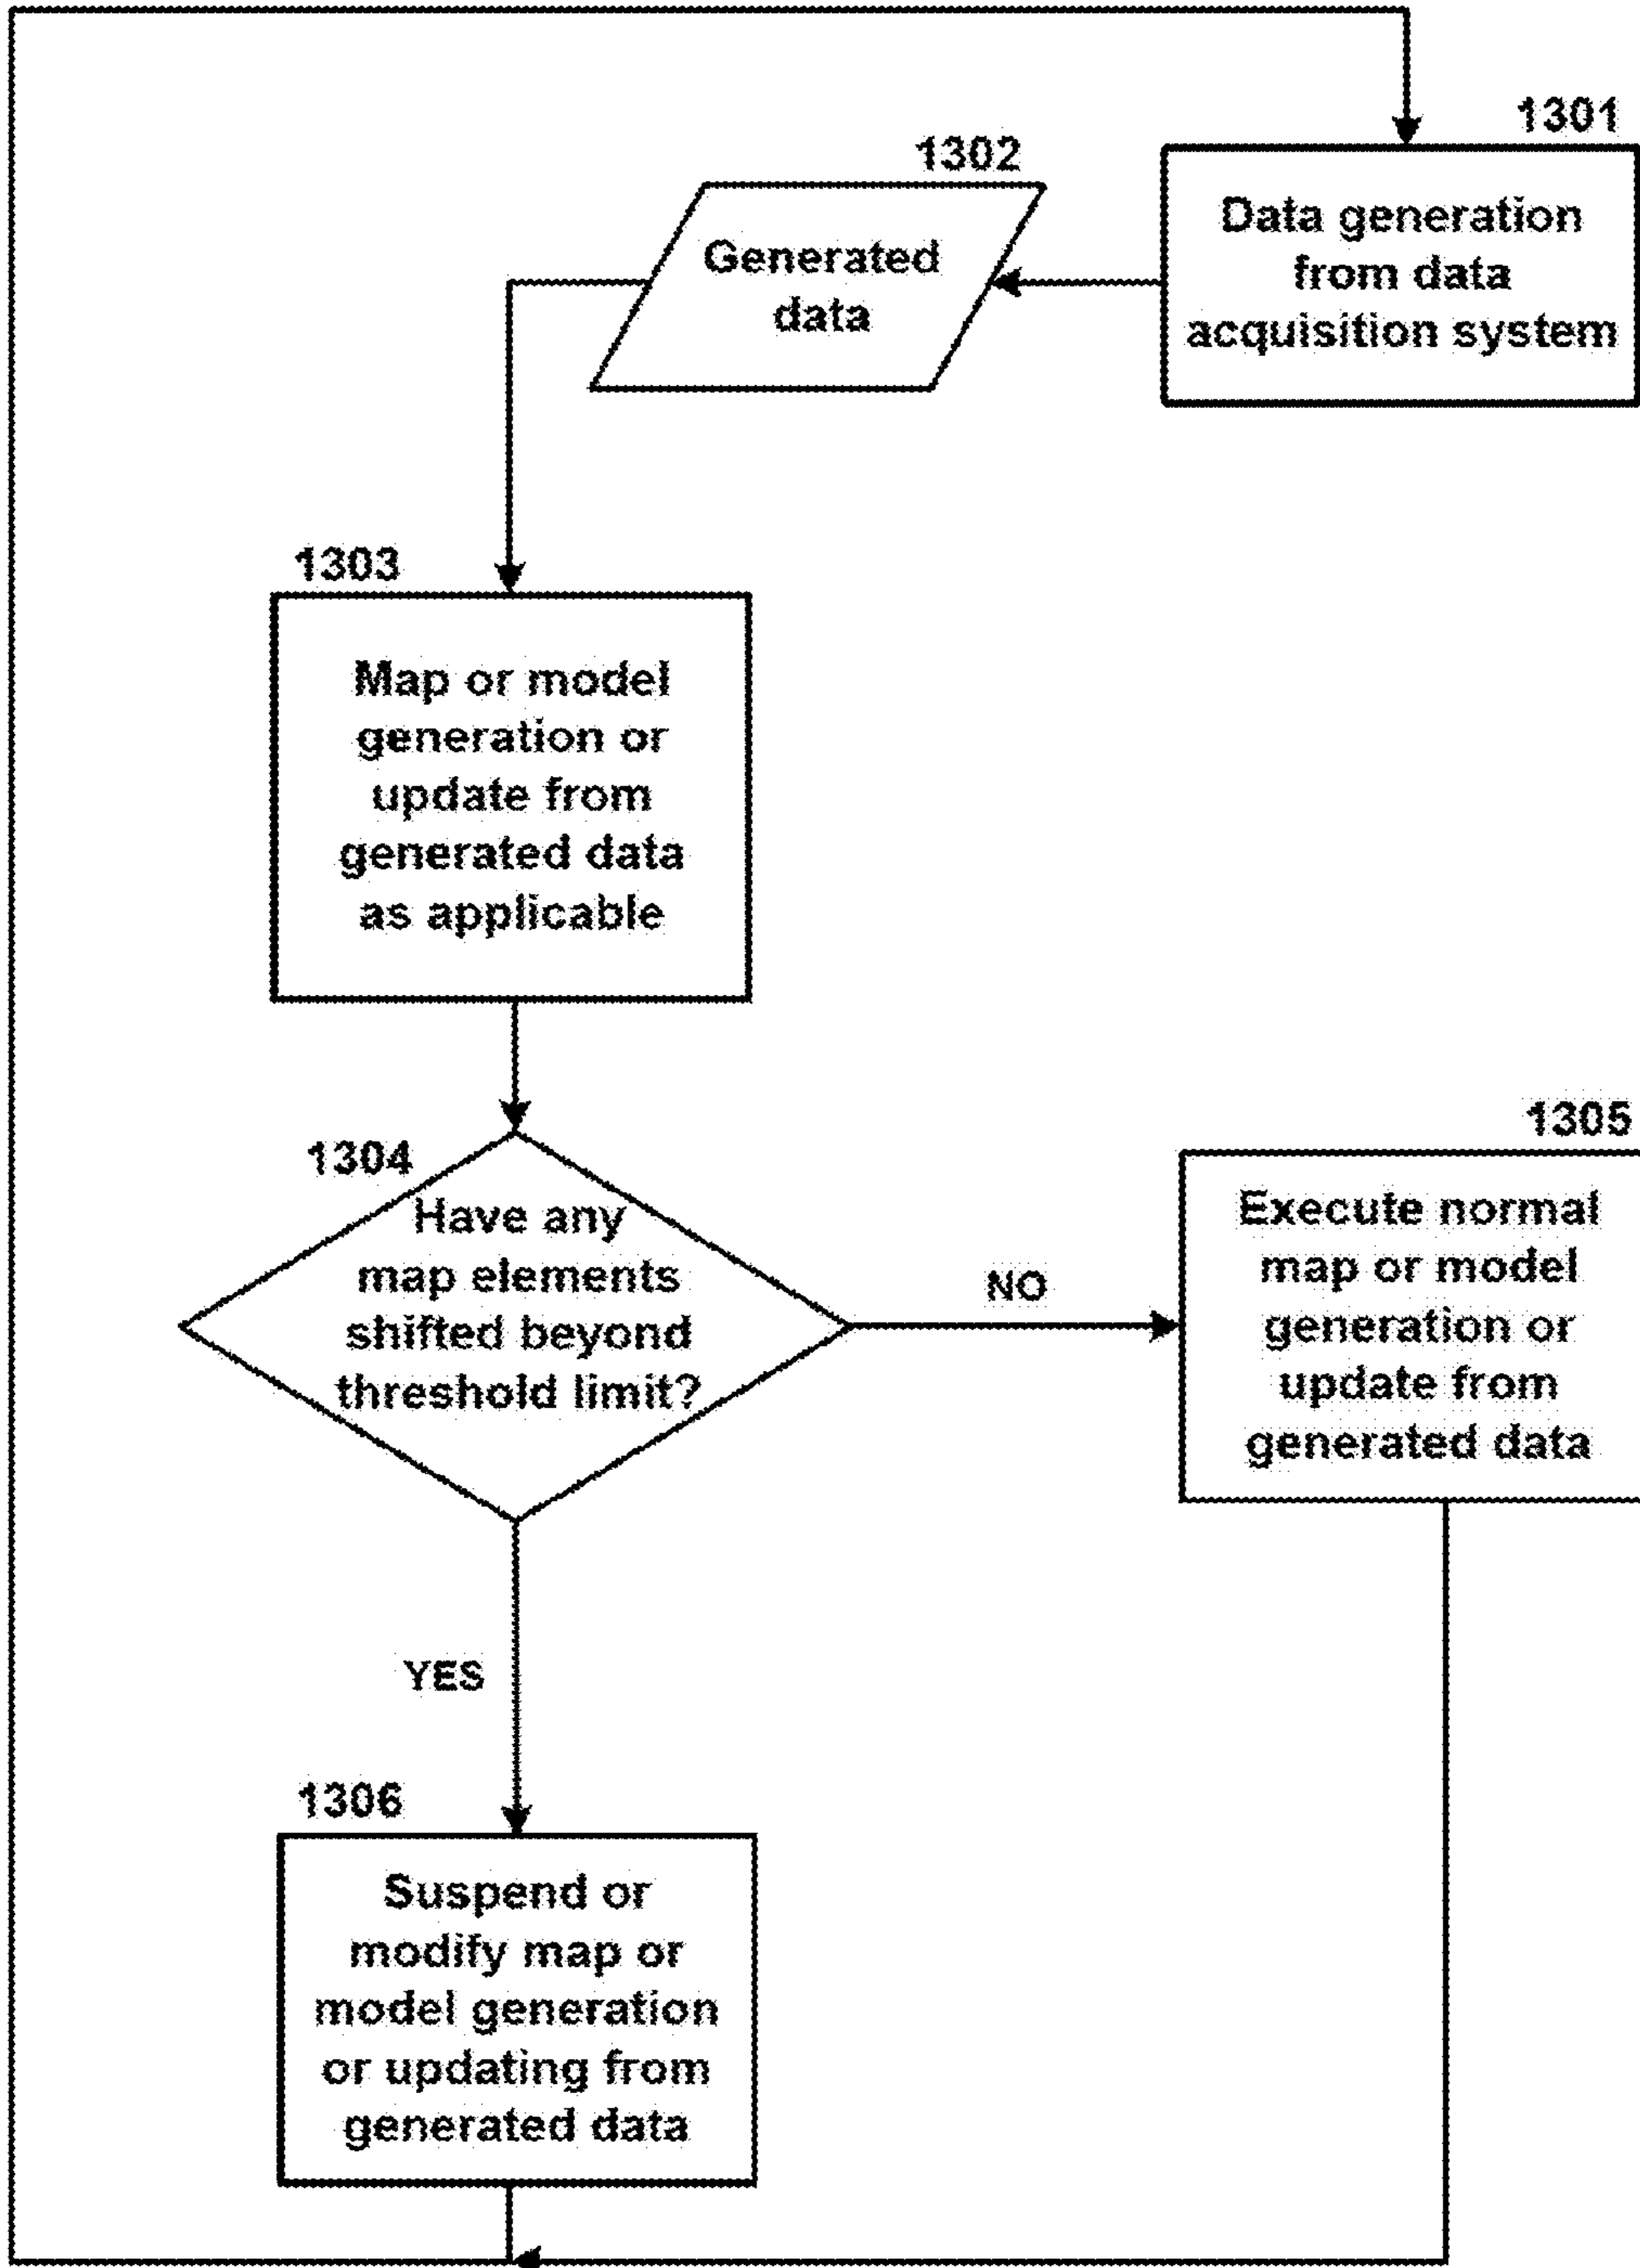 1301
Data generation
from data
acquisition system
1302
Generated
data
1303
Map or model
generation or
update from
generated data
as applicable
1304
Have any
map elements
shifted beyond
threshold limit?
NO
1305
Execute normal
map or model
generation or
update from
generated data
YES
1306
Suspend or
modify map or
model generation
or updating from
generated data